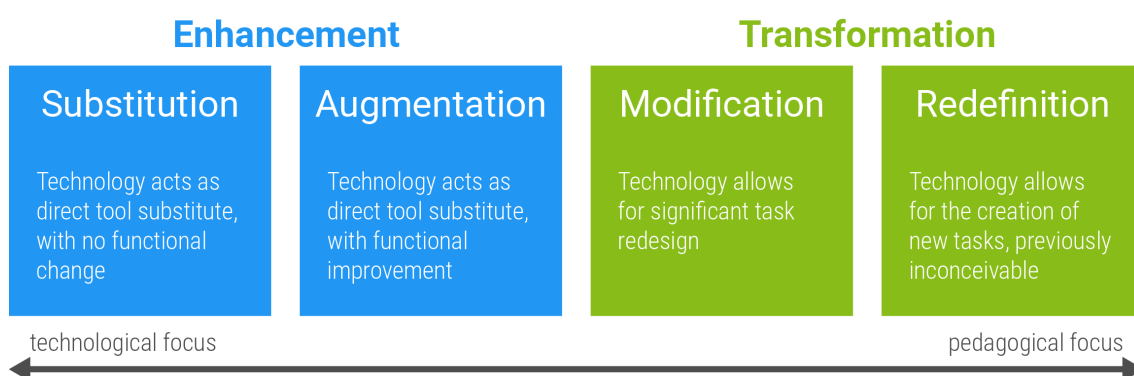 Enhancement
Transformation
Substitution
Technology acts as
direct tool substitute,
with no functional
change
Augmentation
Technology acts as
direct tool substitute,
with functional
improvement
Modification
Technology allows
for significant task
redesign
Redefinition
Technology allows
for the creation of
new tasks, previously
inconceivable
technological focus
pedagogical focus